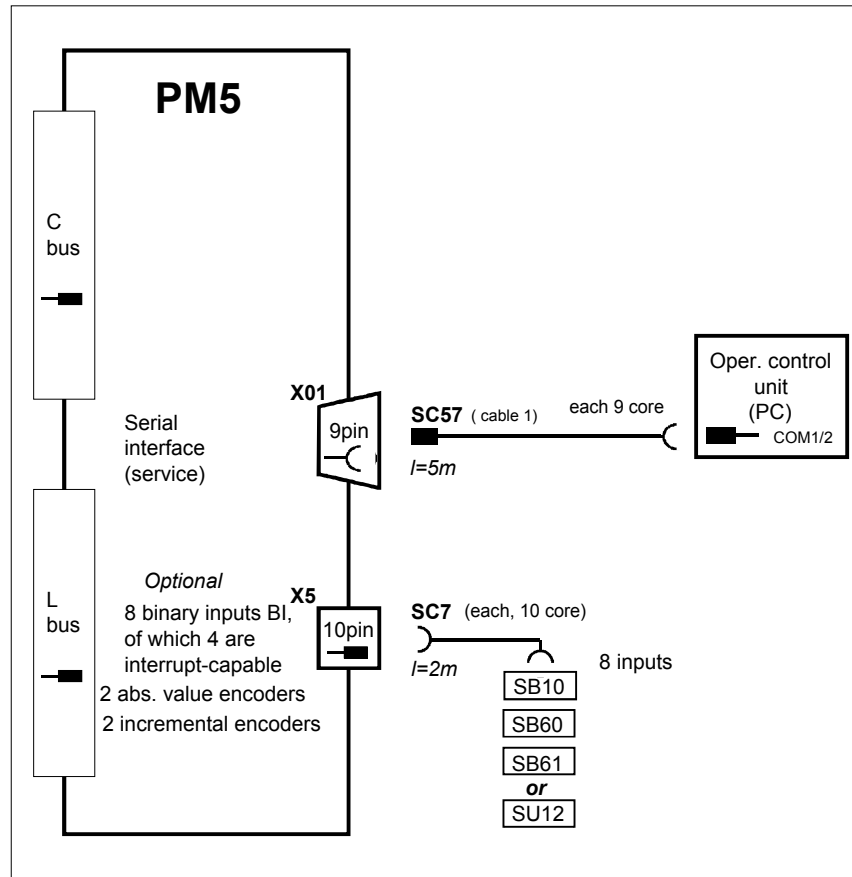 PM5
C
bus
X01
9pin
Serial
interface
(service)
SC57 ( cable 1)
each 9 core
l=5m
Oper. control
unit
(PC)
COM1/2
L
bus
Optional
8 binary inputs BI,
of which 4 are
interrupt-capable
2 abs. value encoders
2 incremental encoders
X5
10pin
SC7 (each, 10 core)
l=2m
8 inputs
SB10
SB60
SB61
or
SU12